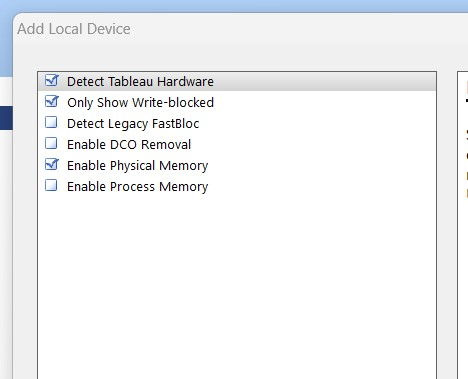 Add Local Device
Detect Tableau Hardware
Only Show Write-blocked
Detect Legacy FastBloc
Enable DCO Removal
Enable Physical Memory
Enable Process Memory